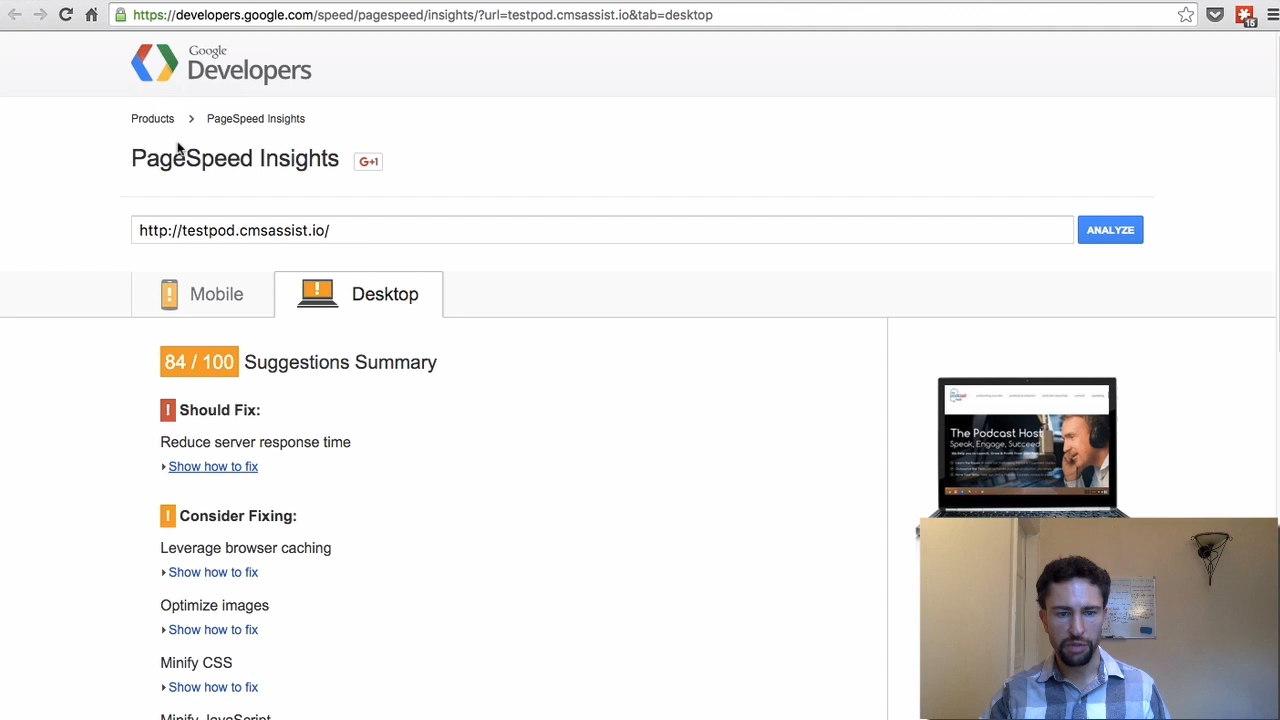 https://developers.google.com/speed/pagespeed/insights/?url=testpod.cmsassist.io&tab=desktop
15
Google
Developers
Products > PageSpeed Insights
PageSpeed Insights
G+1
http://testpod.cmsassist.io/
ANALYZE
! Mobile
! Desktop
84 / 100 Suggestions Summary
! Should Fix:
Reduce server response time
Show how to fix
! Consider Fixing:
Leverage browser caching
Show how to fix
Optimize images
Show how to fix
Minify CSS
Show how to fix
Minify JavaScript
The Podcast Host
Speak, Engage, Succeed